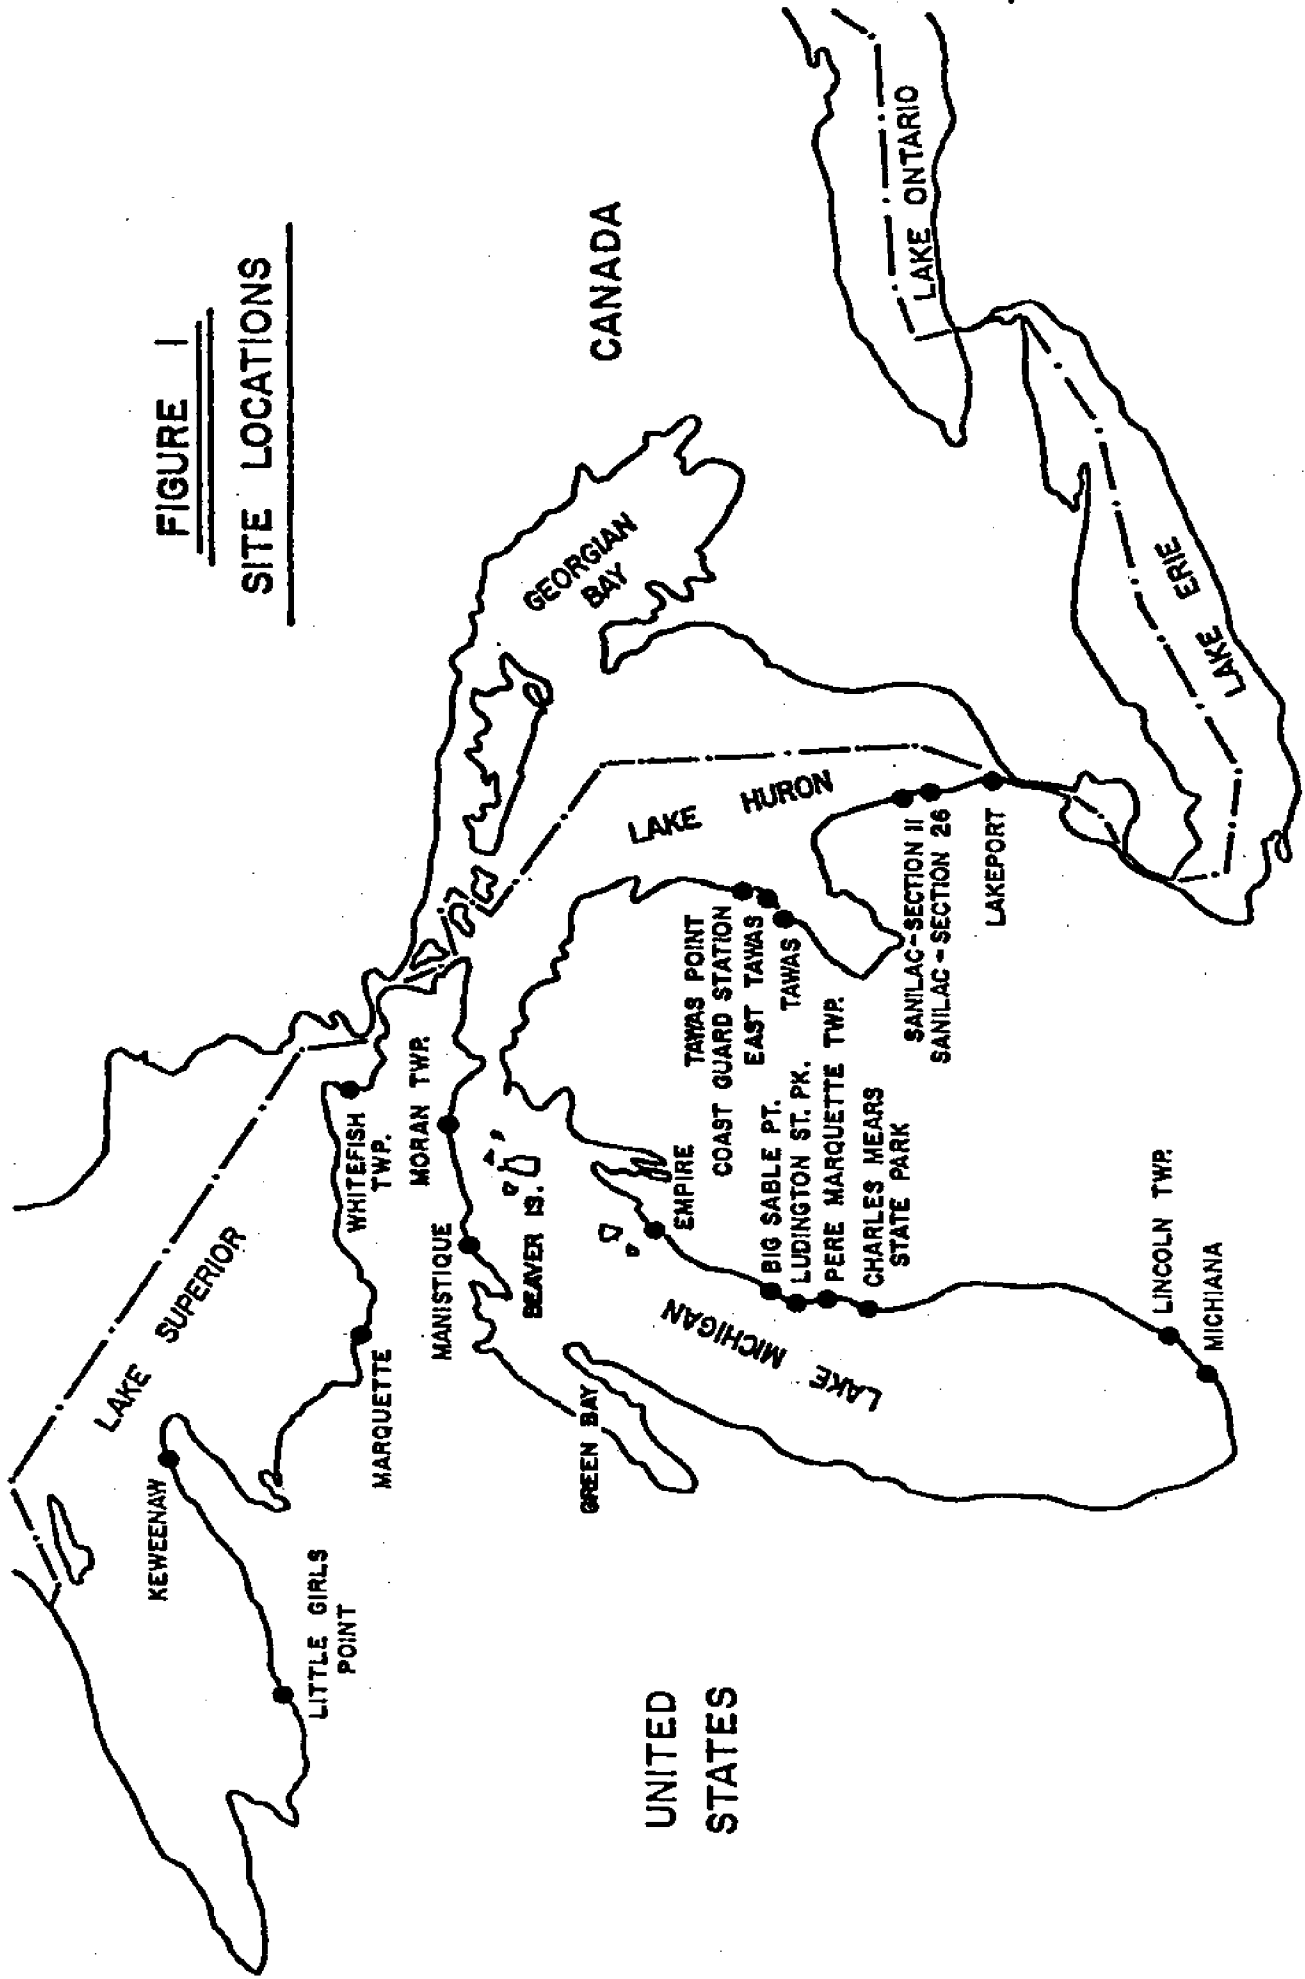 FIGURE 1
SITE LOCATIONS
LAKE SUPERIOR
KEWEENAW
LITTLE GIRLS
POINT
MARQUETTE
WHITEFISH
TWP.
MORAN TWP.
MANISTIQUE
BEAVER IS.
GREEN BAY
GEORGIAN
BAY
CANADA
UNITED
STATES
LAKE MICHIGAN
EMPIRE
BIG SABLE PT.
LUDINGTON ST. PK.
PERE MARQUETTE TWP.
CHARLES MEARS
STATE PARK
LINCOLN TWP.
MICHIANA
LAKE HURON
TAWAS POINT
COAST GUARD STATION
EAST TAWAS
TAWAS
SANILAC-SECTION 11
SANILAC-SECTION 26
LAKEPORT
LAKE ERIE
LAKE ONTARIO